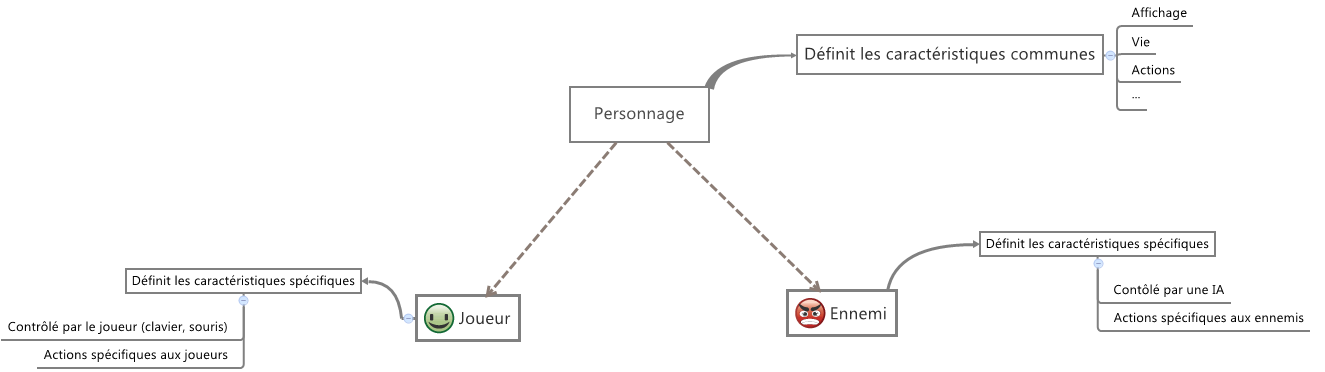 Affichage
Définit les caractéristiques communes
Vie
Actions
...
Personnage
Définit les caractéristiques spécifiques
Contôlé par une IA
Actions spécifiques aux ennemis
Ennemi
Définit les caractéristiques spécifiques
Joueur
Contrôlé par le joueur (clavier, souris)
Actions spécifiques aux joueurs